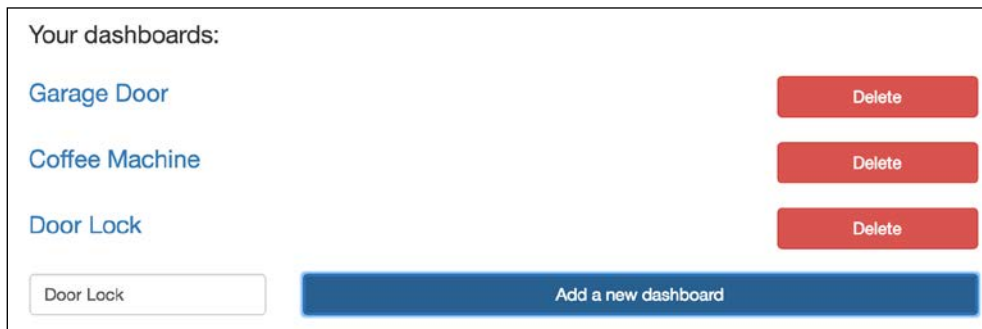 Your dashboards:
Garage Door
Delete
Coffee Machine
Delete
Door Lock
Delete
Door Lock
Add a new dashboard